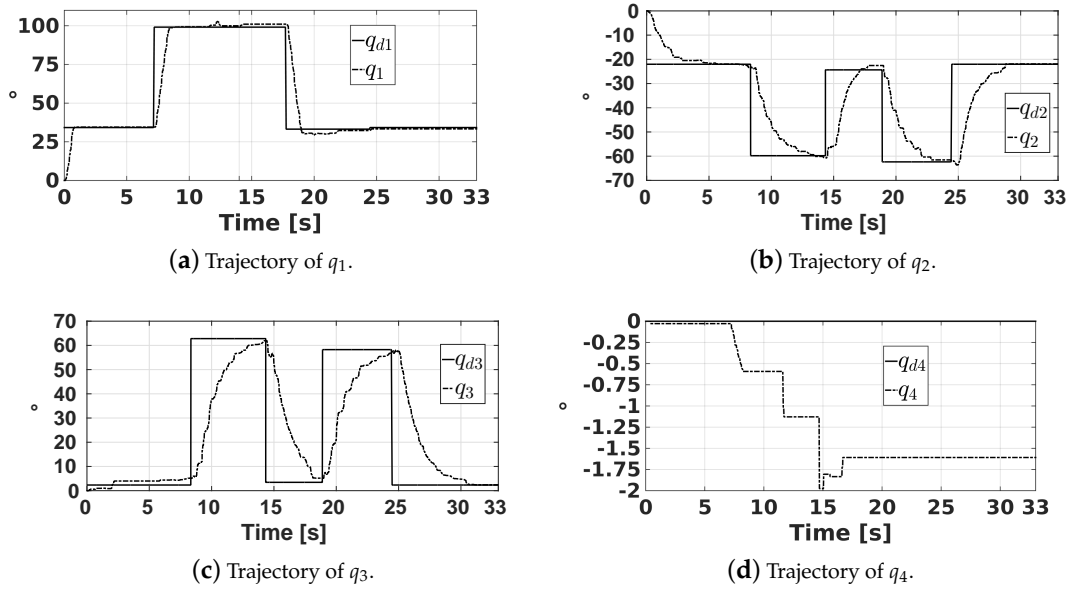 100
75
50
25
0
°
q_{d1}
q_1
0 5 10 15 20 25 30 33
Time [s]
(a) Trajectory of q_1.
0
-10
-20
-30
-40
-50
-60
-70
°
q_{d2}
q_2
0 5 10 15 20 25 30 33
Time [s]
(b) Trajectory of q_2.
70
60
50
40
30
20
10
0
°
q_{d3}
q_3
0 5 10 15 20 25 30 33
Time [s]
(c) Trajectory of q_3.
0
-0.25
-0.5
-0.75
-1
-1.25
-1.5
-1.75
-2
°
q_{d4}
q_4
0 5 10 15 20 25 30 33
Time [s]
(d) Trajectory of q_4.